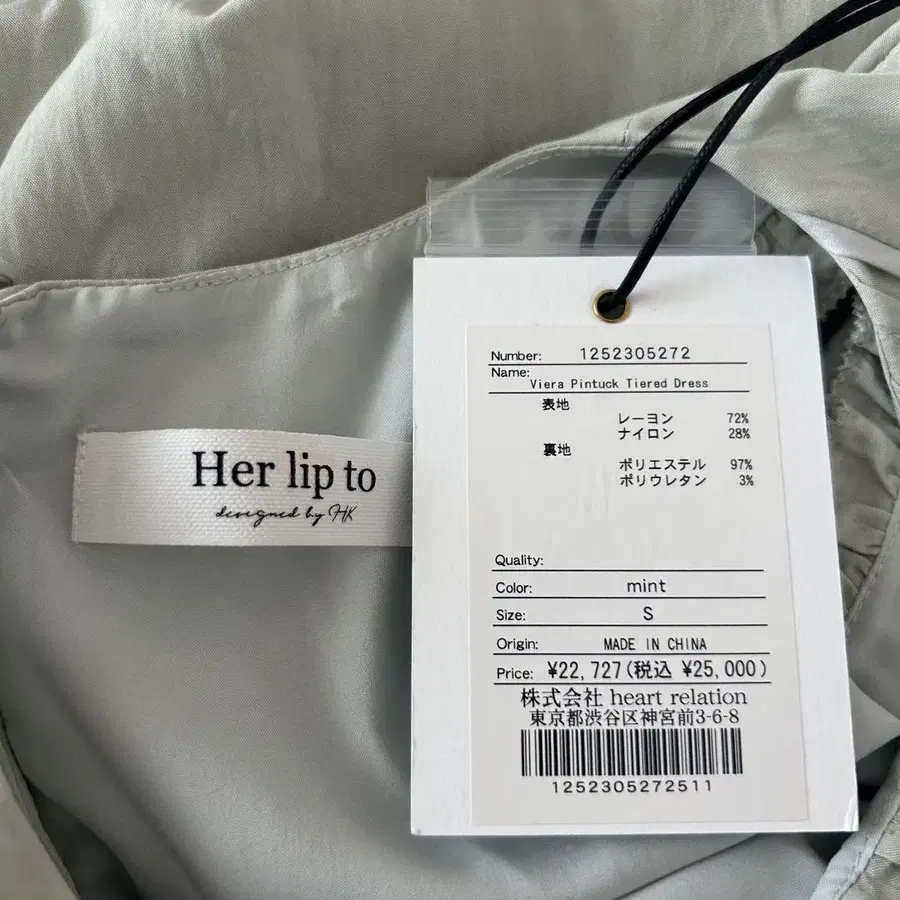 Her lip to
designed by HK
Number: 1252305272
Name:
Viera Pintuck Tiered Dress
表地
レーヨン 72%
ナイロン 28%
裏地
ポリエステル 97%
ポリウレタン 3%
Quality:
Color: mint
Size: S
Origin: MADE IN CHINA
Price: ¥22,727(税込 ¥25,000)
株式会社 heart relation
東京都渋谷区神宮前3-6-8
1252305272511